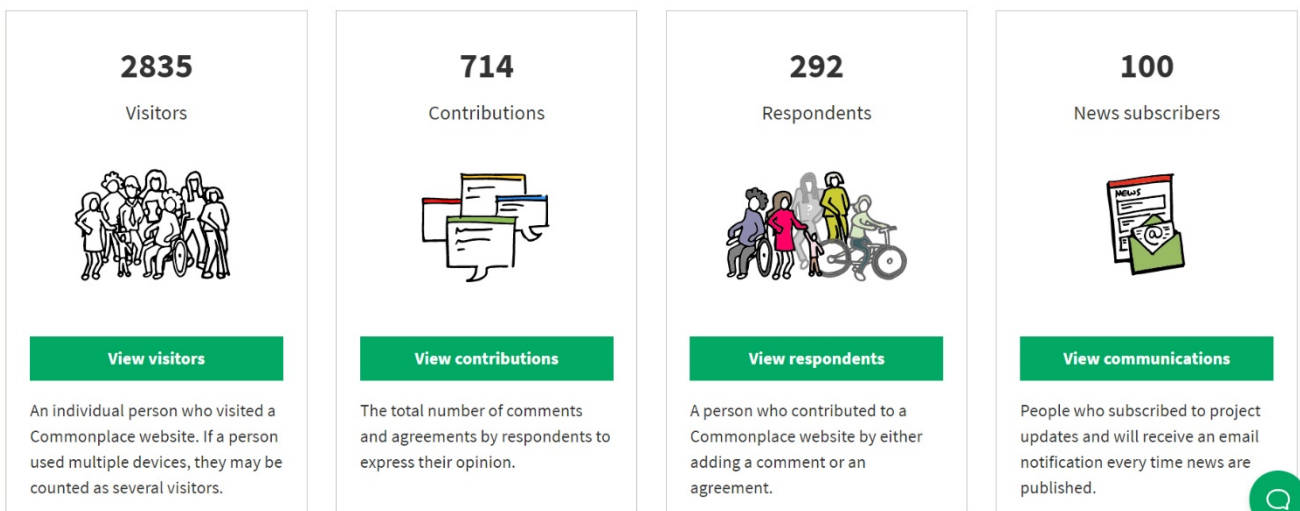 2835
Visitors
View visitors
An individual person who visited a
Commonplace website. If a person
used multiple devices, they may be
counted as several visitors.
714
Contributions
View contributions
The total number of comments
and agreements by respondents to
express their opinion.
292
Respondents
View respondents
A person who contributed to a
Commonplace website by either
adding a comment or an
agreement.
100
News subscribers
NEWS
@
View communications
People who subscribed to project
updates and will receive an email
notification every time news are
published.